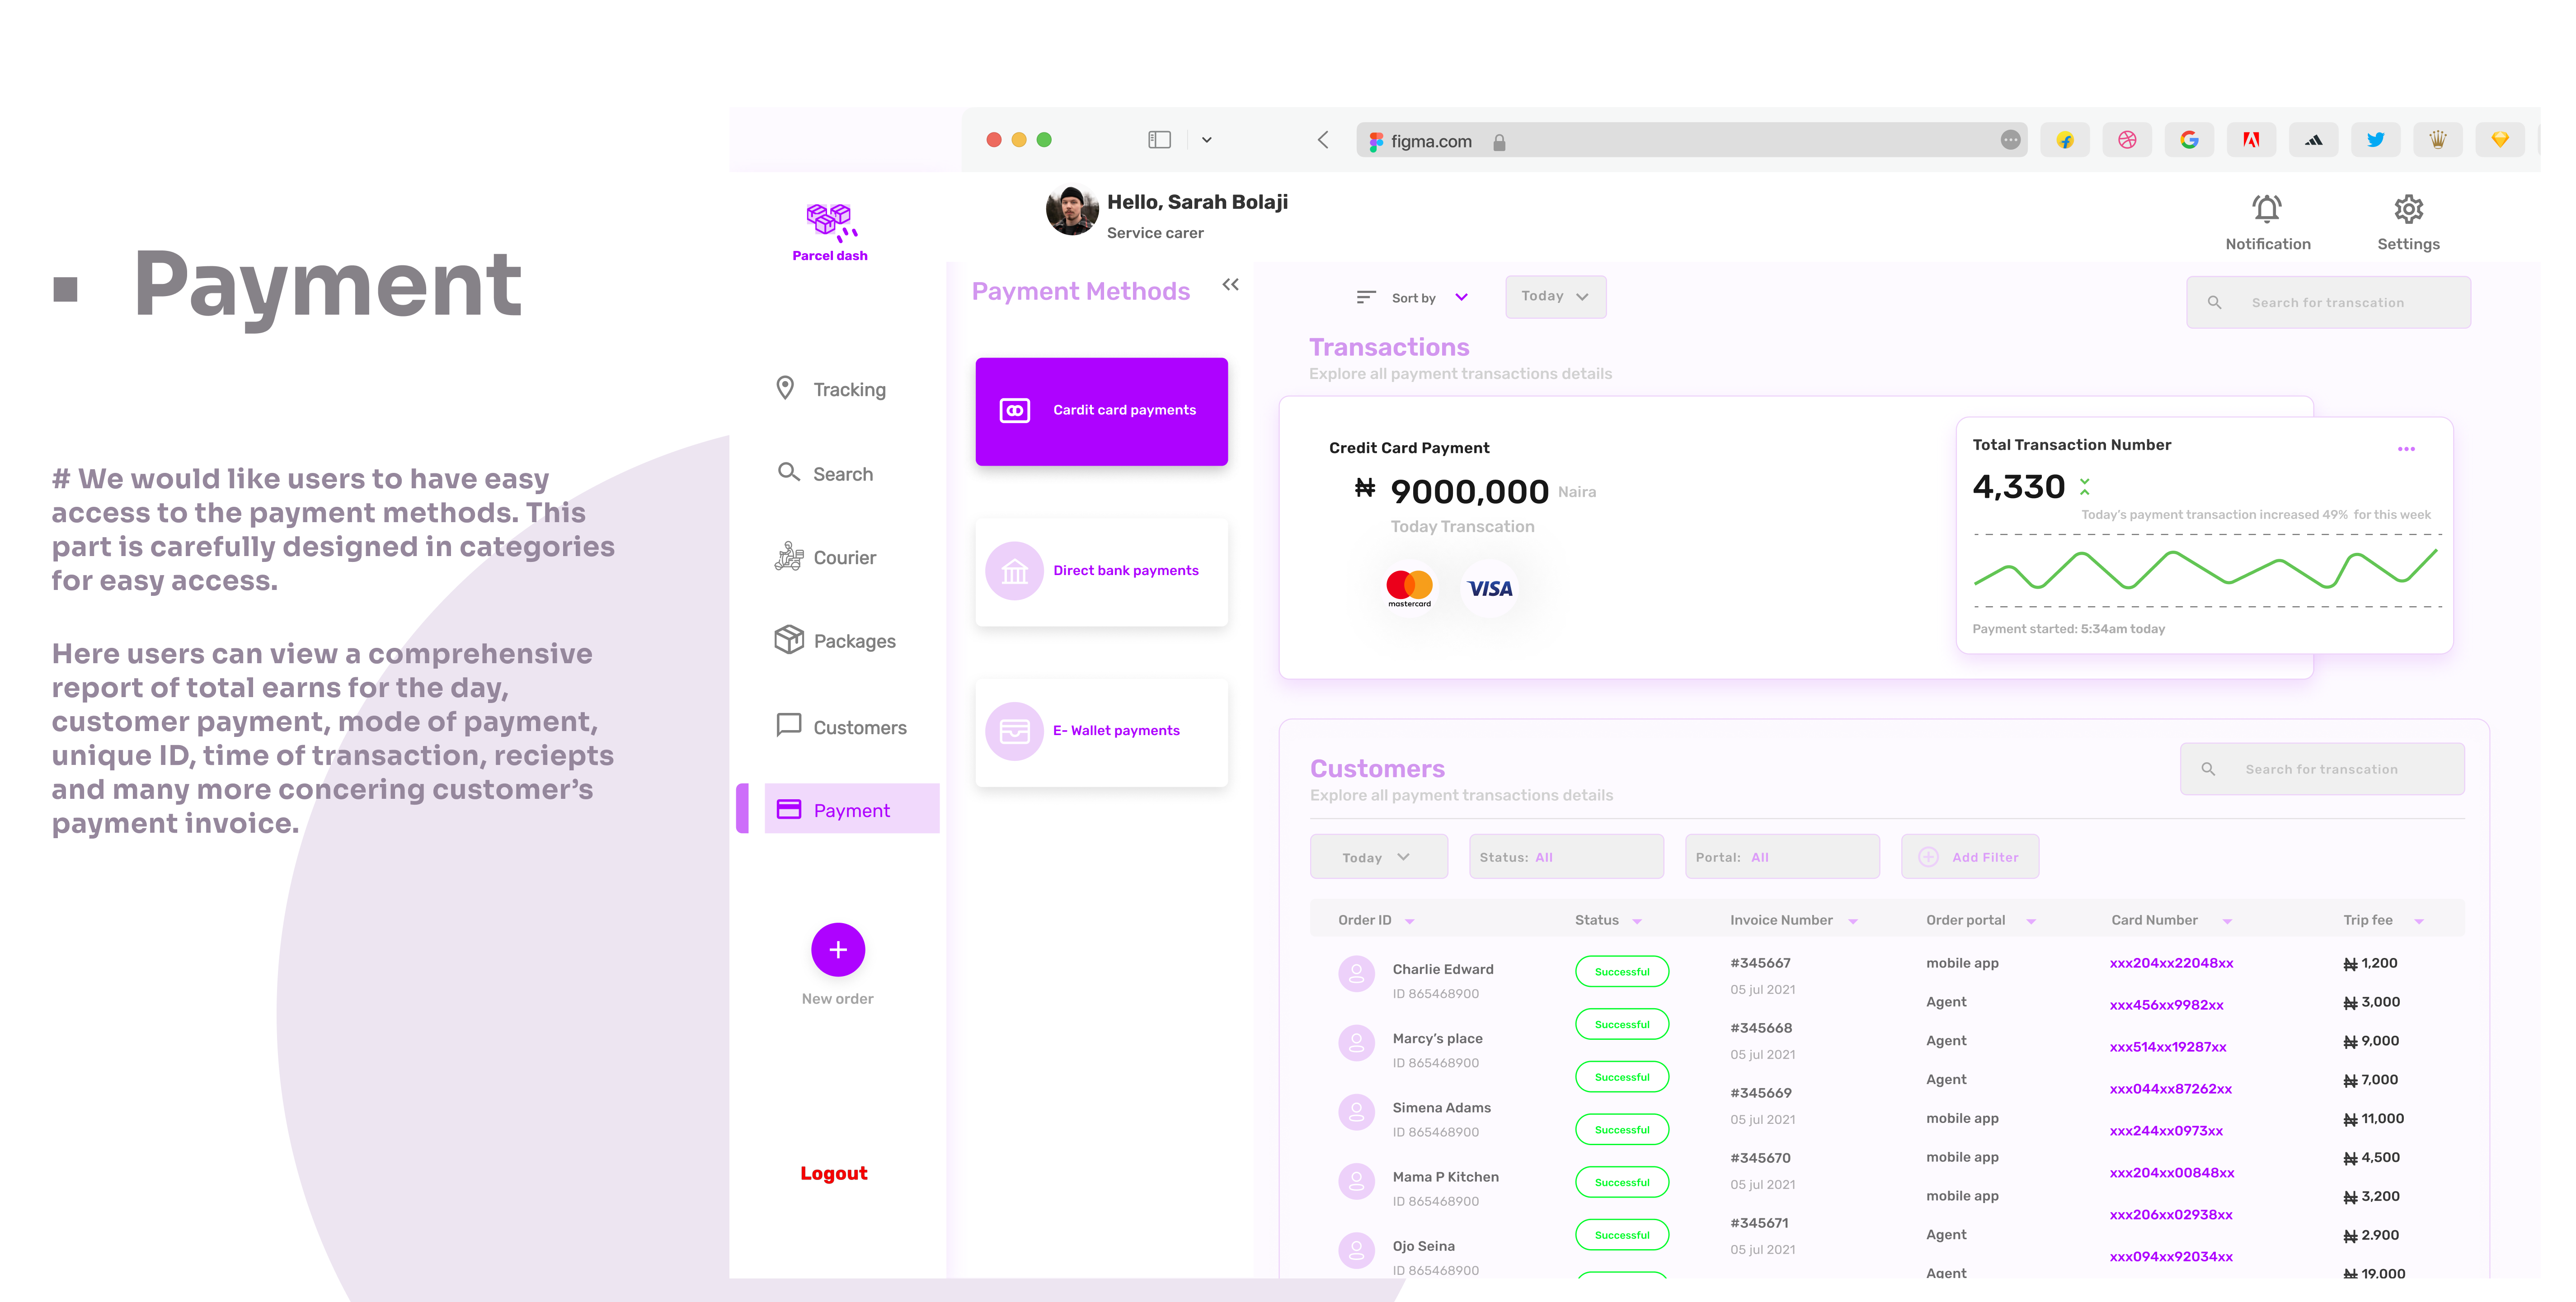 ▪ Payment
# We would like users to have easy
access to the payment methods. This
part is carefully designed in categories
for easy access.
Here users can view a comprehensive
report of total earns for the day,
customer payment, mode of payment,
unique ID, time of transaction, reciepts
and many more concering customer's
payment invoice.
figma.com
Parcel dash
Hello, Sarah Bolaji
Service carer
Notification
Settings
Tracking
Search
Courier
Packages
Customers
Payment
New order
Logout
Payment Methods
Cardit card payments
Direct bank payments
E- Wallet payments
Sort by
Today
Search for transcation
Transactions
Explore all payment transactions details
Credit Card Payment
₦ 9000,000 Naira
Today Transcation
mastercard
VISA
Total Transaction Number
4,330
Today's payment transaction increased 49% for this week
Payment started: 5:34am today
Customers
Explore all payment transactions details
Search for transcation
Today
Status: All
Portal: All
Add Filter
Order ID
Status
Invoice Number
Order portal
Card Number
Trip fee
Charlie Edward
ID 865468900
Marcy's place
ID 865468900
Simena Adams
ID 865468900
Mama P Kitchen
ID 865468900
Ojo Seina
ID 865468900
Successful
Successful
Successful
Successful
Successful
Successful
#345667
05 jul 2021
#345668
05 jul 2021
#345669
05 jul 2021
#345670
05 jul 2021
#345671
05 jul 2021
mobile app
Agent
Agent
Agent
mobile app
mobile app
mobile app
Agent
Agent
xxx204xx22048xx
xxx456xx9982xx
xxx514xx19287xx
xxx044xx87262xx
xxx244xx0973xx
xxx204xx00848xx
xxx206xx02938xx
xxx094xx92034xx
₦ 1,200
₦ 3,000
₦ 9,000
₦ 7,000
₦ 11,000
₦ 4,500
₦ 3,200
₦ 2.900
₦ 19,000